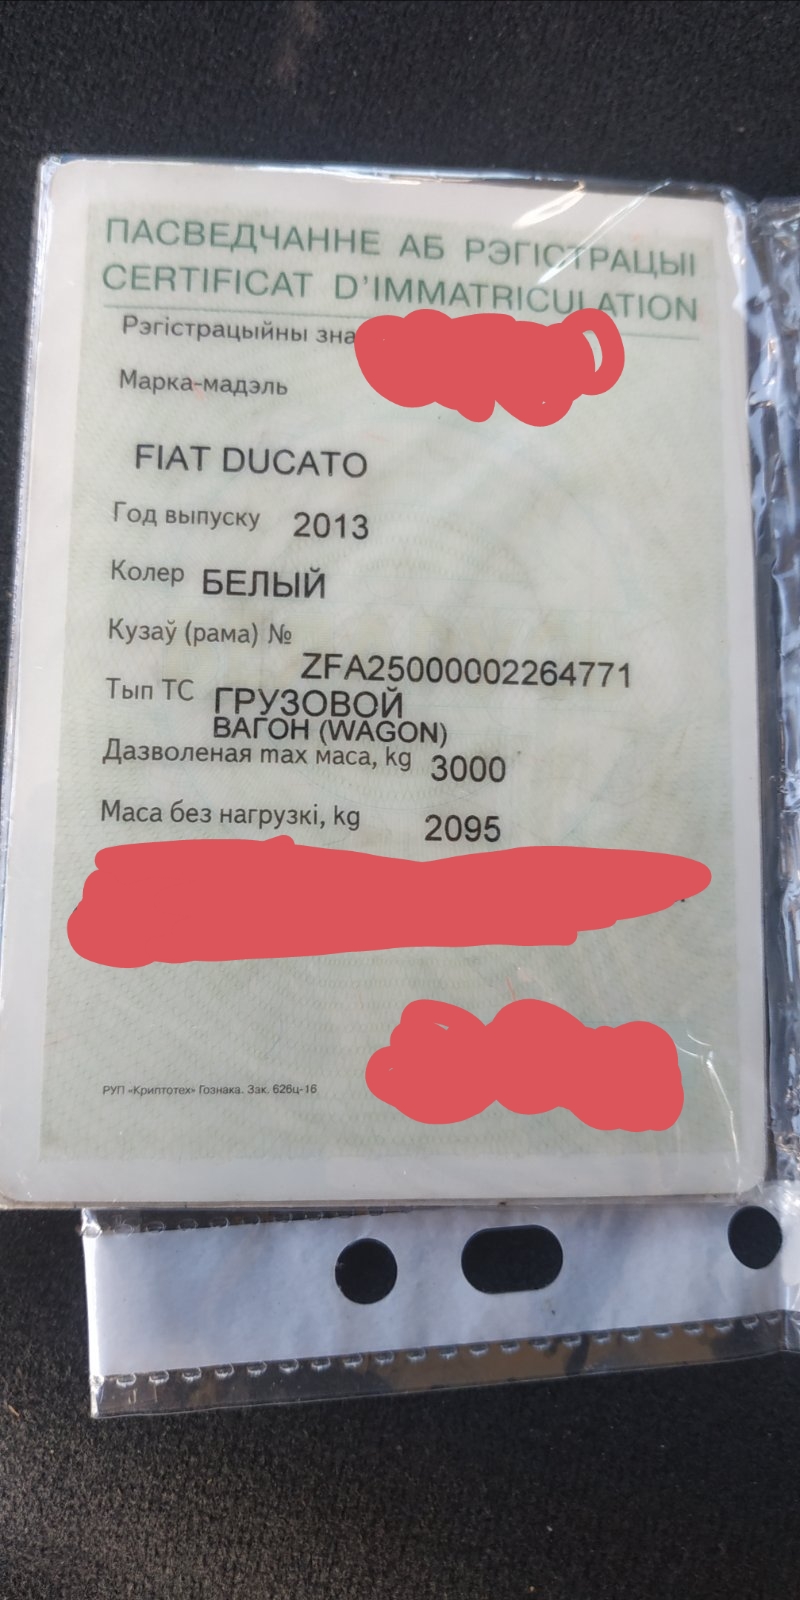 ПАСВЕДЧАННЕ АБ РЭГІСТРАЦЫІ
CERTIFICAT D'IMMATRICULATION
Рэгістрацыйны зна
Марка-мадэль
FIAT DUCATO
Год выпуску 2013
Колер БЕЛЫЙ
Кузаў (рама) №
ZFA25000002264771
Тып ТС ГРУЗОВОЙ
ВАГОН (WAGON)
Дазволеная max маса, kg 3000
Маса без нагрузкі, kg 2095
РУП «Криптотех» Гознака. Зак. 626ц-16